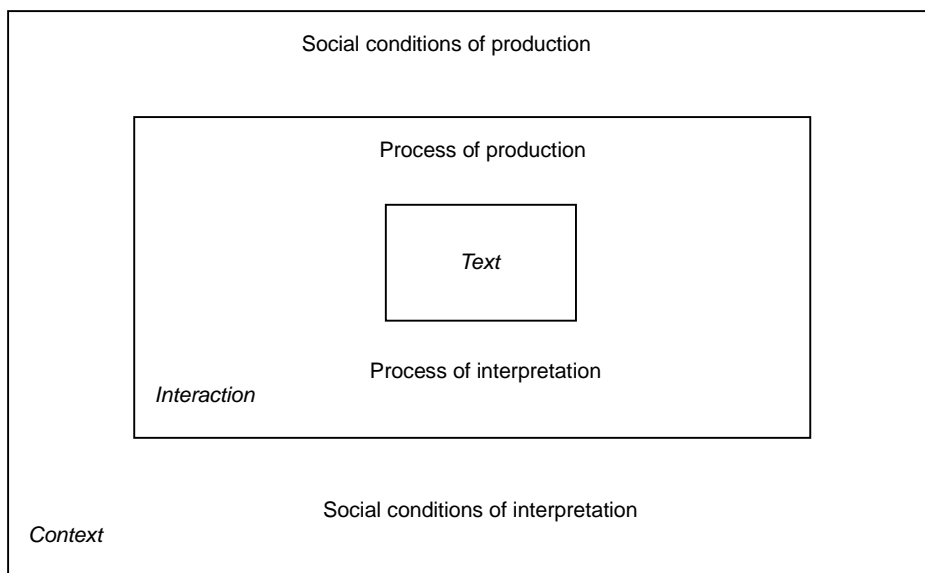 Social conditions of production
Process of production
Text
Process of interpretation
Interaction
Social conditions of interpretation
Context